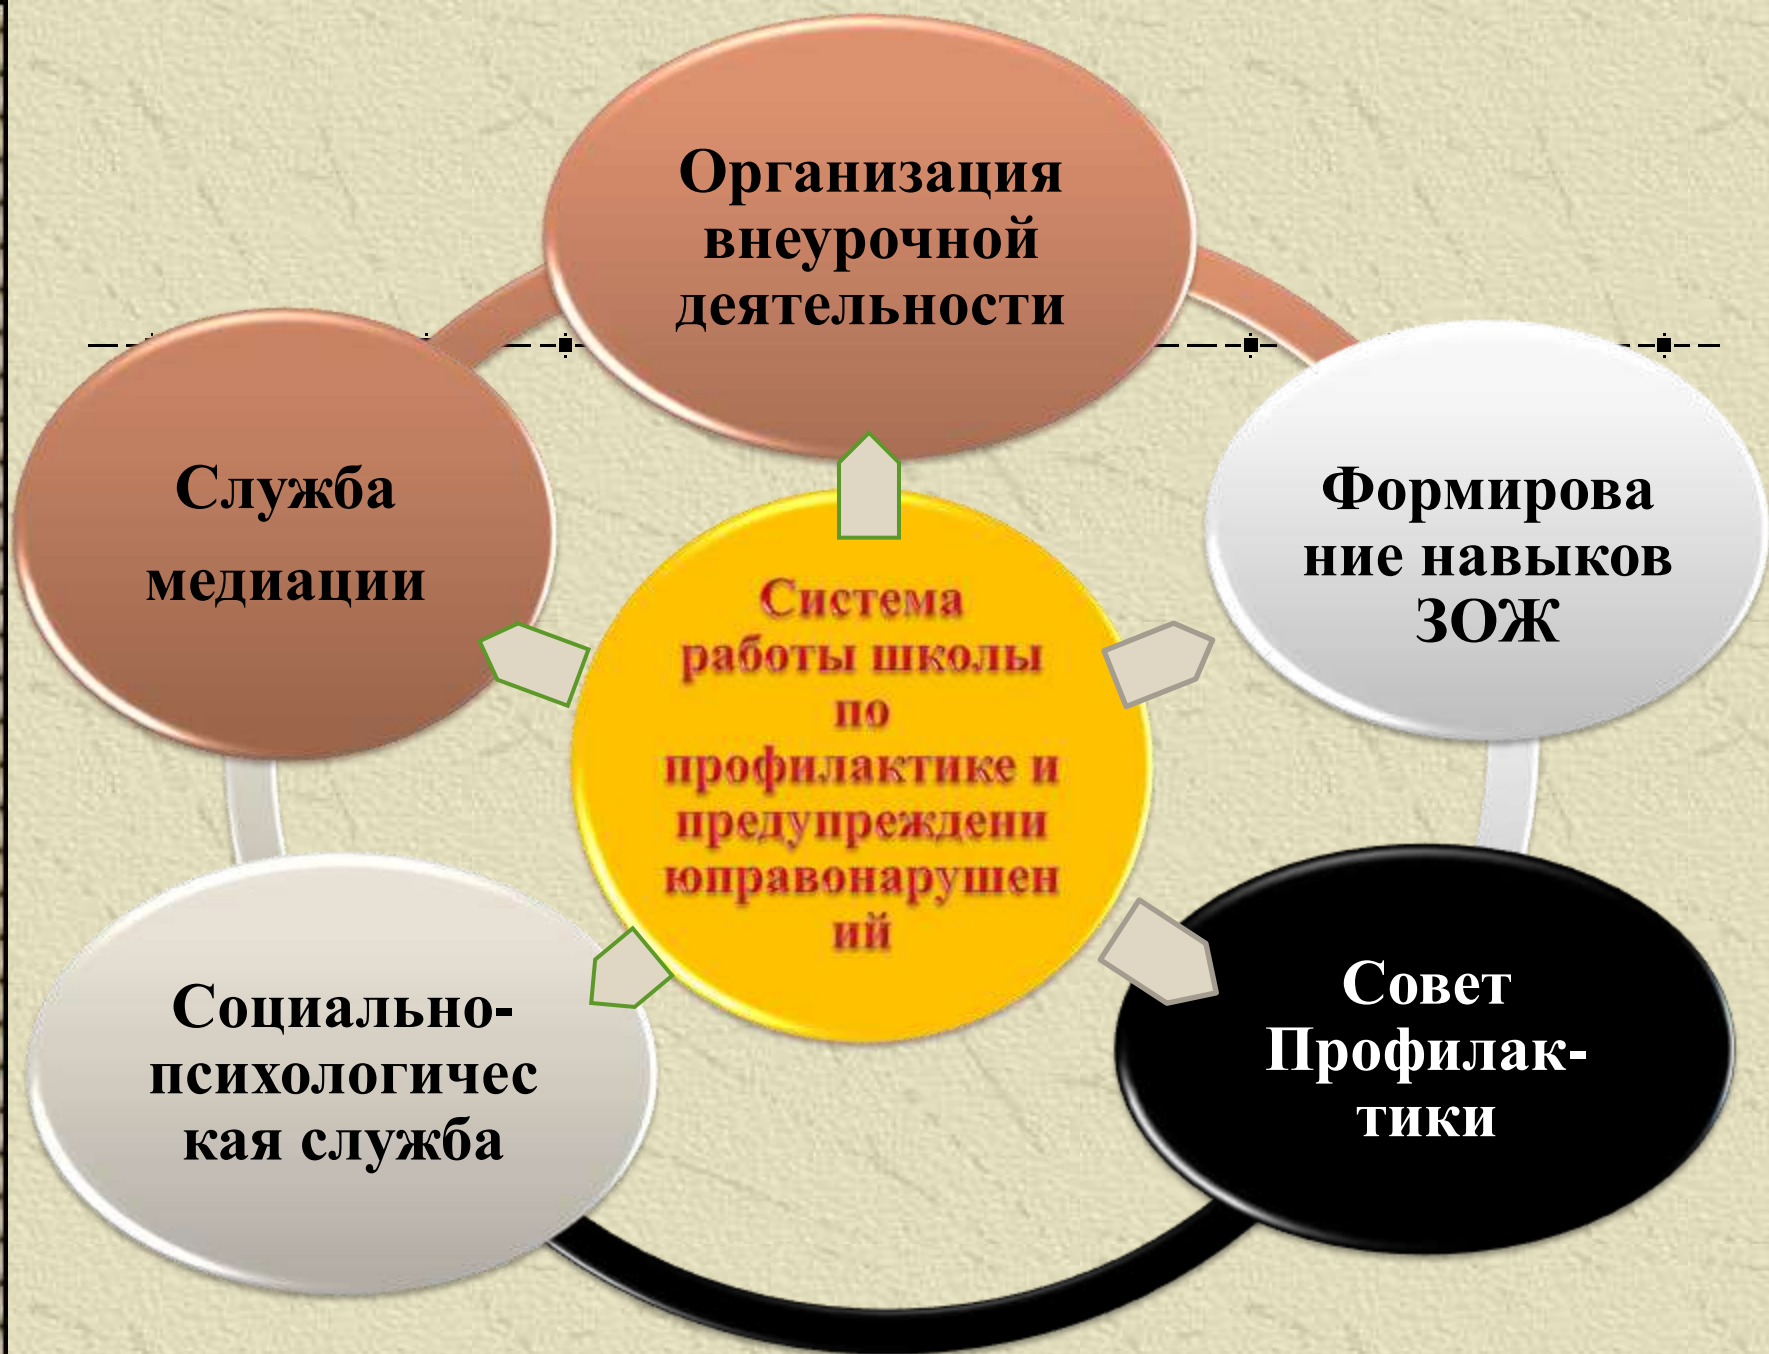 Организация
внеурочной
деятельности
Служба
медиации
Формирова
ние навыков
ЗОЖ
Система
работы школы
по
профилактике и
предупреждени
юправонарушен
ий
Социально-
психологичес
кая служба
Совет
Профилак-
тики